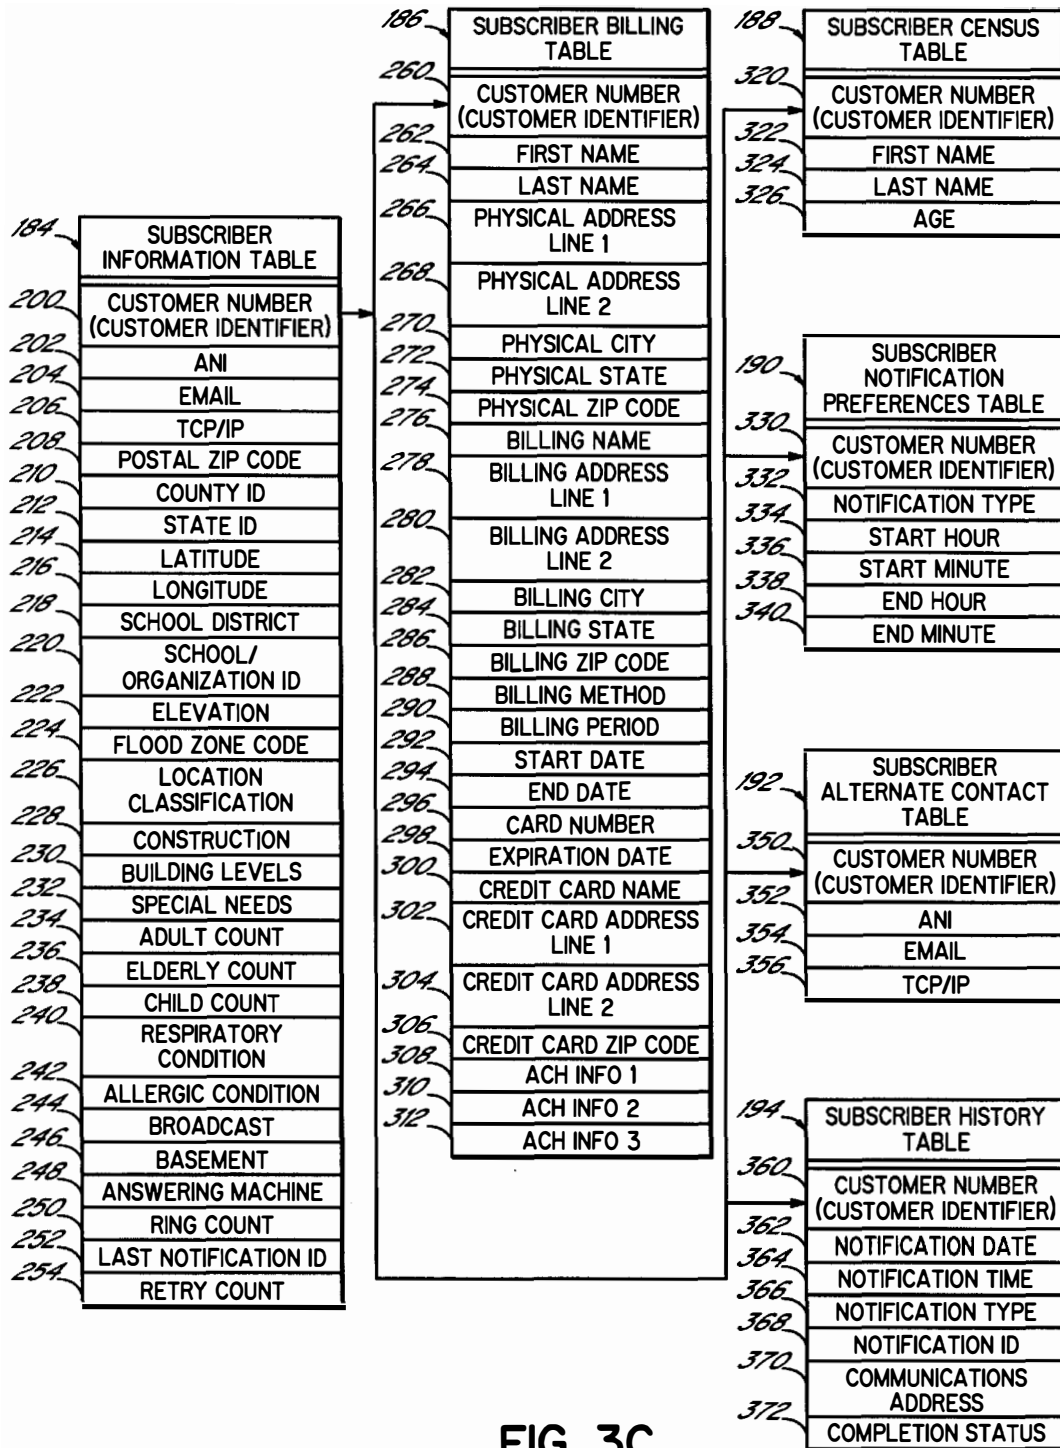 184
SUBSCRIBER
INFORMATION TABLE
200
CUSTOMER NUMBER
(CUSTOMER IDENTIFIER)
202
ANI
204
EMAIL
206
TCP/IP
208
POSTAL ZIP CODE
210
COUNTY ID
212
STATE ID
214
LATITUDE
216
LONGITUDE
218
SCHOOL DISTRICT
220
SCHOOL/
ORGANIZATION ID
222
ELEVATION
224
FLOOD ZONE CODE
226
LOCATION
CLASSIFICATION
228
CONSTRUCTION
230
BUILDING LEVELS
232
SPECIAL NEEDS
234
ADULT COUNT
236
ELDERLY COUNT
238
CHILD COUNT
240
RESPIRATORY
CONDITION
242
ALLERGIC CONDITION
244
BROADCAST
246
BASEMENT
248
ANSWERING MACHINE
250
RING COUNT
252
LAST NOTIFICATION ID
254
RETRY COUNT
186
SUBSCRIBER BILLING
TABLE
260
CUSTOMER NUMBER
(CUSTOMER IDENTIFIER)
262
FIRST NAME
264
LAST NAME
266
PHYSICAL ADDRESS
LINE 1
268
PHYSICAL ADDRESS
LINE 2
270
PHYSICAL CITY
272
PHYSICAL STATE
274
PHYSICAL ZIP CODE
276
BILLING NAME
278
BILLING ADDRESS
LINE 1
280
BILLING ADDRESS
LINE 2
282
BILLING CITY
284
BILLING STATE
286
BILLING ZIP CODE
288
BILLING METHOD
290
BILLING PERIOD
292
START DATE
294
END DATE
296
CARD NUMBER
298
EXPIRATION DATE
300
CREDIT CARD NAME
302
CREDIT CARD ADDRESS
LINE 1
304
CREDIT CARD ADDRESS
LINE 2
306
CREDIT CARD ZIP CODE
308
ACH INFO 1
310
ACH INFO 2
312
ACH INFO 3
188
SUBSCRIBER CENSUS
TABLE
320
CUSTOMER NUMBER
(CUSTOMER IDENTIFIER)
322
FIRST NAME
324
LAST NAME
326
AGE
190
SUBSCRIBER
NOTIFICATION
PREFERENCES TABLE
330
CUSTOMER NUMBER
(CUSTOMER IDENTIFIER)
332
NOTIFICATION TYPE
334
START HOUR
336
START MINUTE
338
END HOUR
340
END MINUTE
192
SUBSCRIBER
ALTERNATE CONTACT
TABLE
350
CUSTOMER NUMBER
(CUSTOMER IDENTIFIER)
352
ANI
354
EMAIL
356
TCP/IP
194
SUBSCRIBER HISTORY
TABLE
360
CUSTOMER NUMBER
(CUSTOMER IDENTIFIER)
362
NOTIFICATION DATE
364
NOTIFICATION TIME
366
NOTIFICATION TYPE
368
NOTIFICATION ID
370
COMMUNICATIONS
ADDRESS
372
COMPLETION STATUS
FIG. 3C